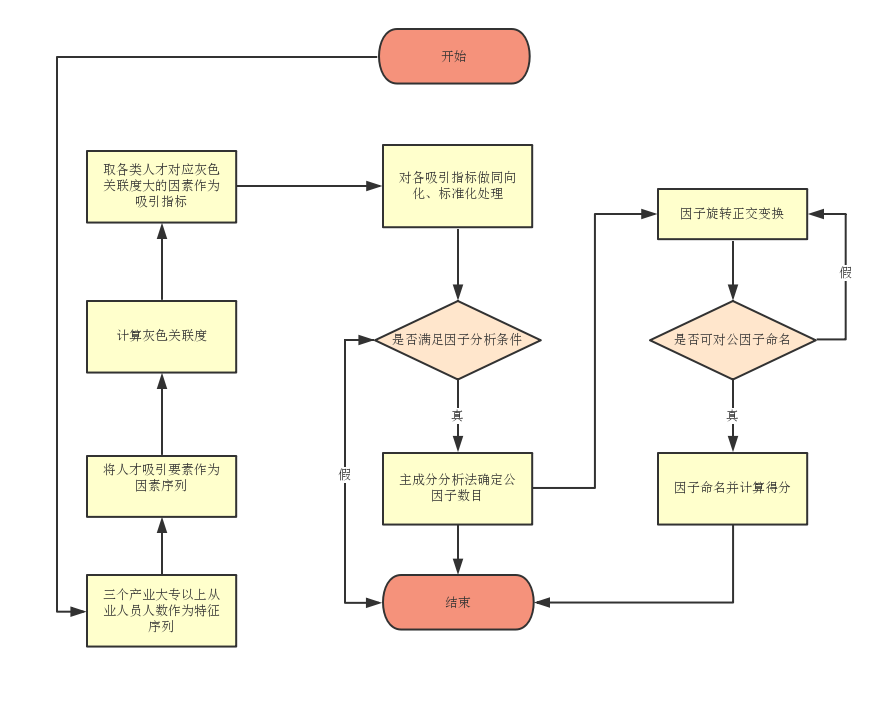 开始
取各类人才对应灰色
关联度大的因素作为
吸引指标
对各吸引指标做同向
化、标准化处理
因子旋转正交变换
假
计算灰色关联度
是否满足因子分析条件
是否可对公因子命名
真
真
将人才吸引要素作为
因素序列
假
主成分分析法确定公
因子数目
因子命名并计算得分
三个产业大专以上从
业人员人数作为特征
序列
结束